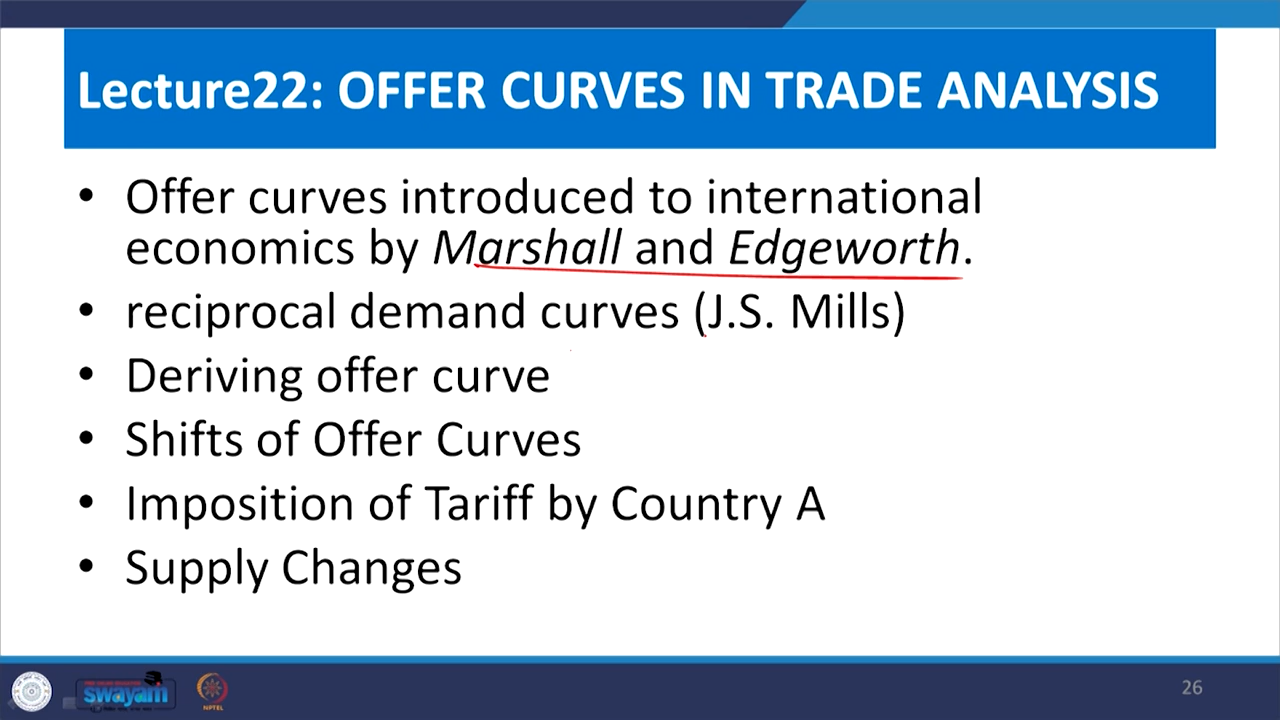 Lecture22: OFFER CURVES IN TRADE ANALYSIS
• Offer curves introduced to international
economics by Marshall and Edgeworth.
• reciprocal demand curves (J.S. Mills)
• Deriving offer curve
• Shifts of Offer Curves
• Imposition of Tariff by Country A
• Supply Changes
swayam
NPTEL
26